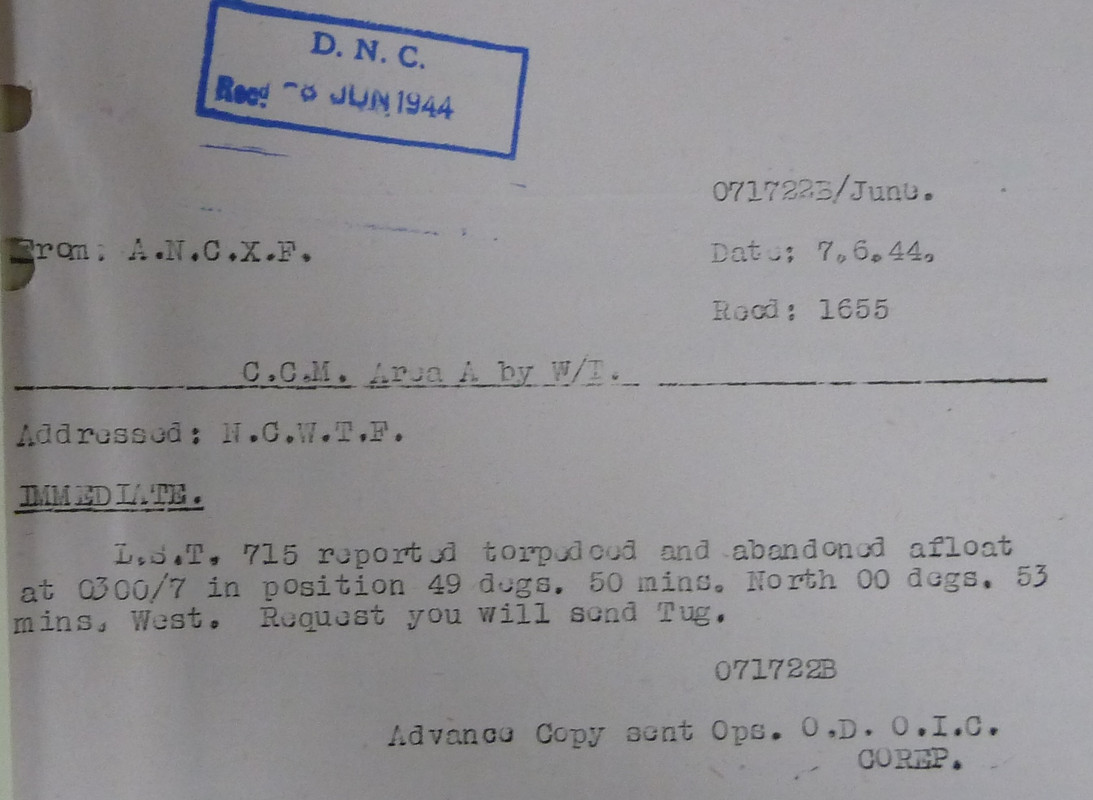 D. N. C.
Recd. -8 JUN 1944
071722B/June.
From: A.N.C.X.F.
Date: 7.6.44.
Recd: 1655
C.C.M. Area A by W/T.
Addressed: N.C.W.T.F.
IMMEDIATE.
L.S.T. 715 reported torpedoed and abandoned afloat
at 0300/7 in position 49 degs. 50 mins. North 00 degs. 53
mins. West. Request you will send Tug.
071722B
Advance Copy sent Ops. O.D. O.I.C.
COREP.